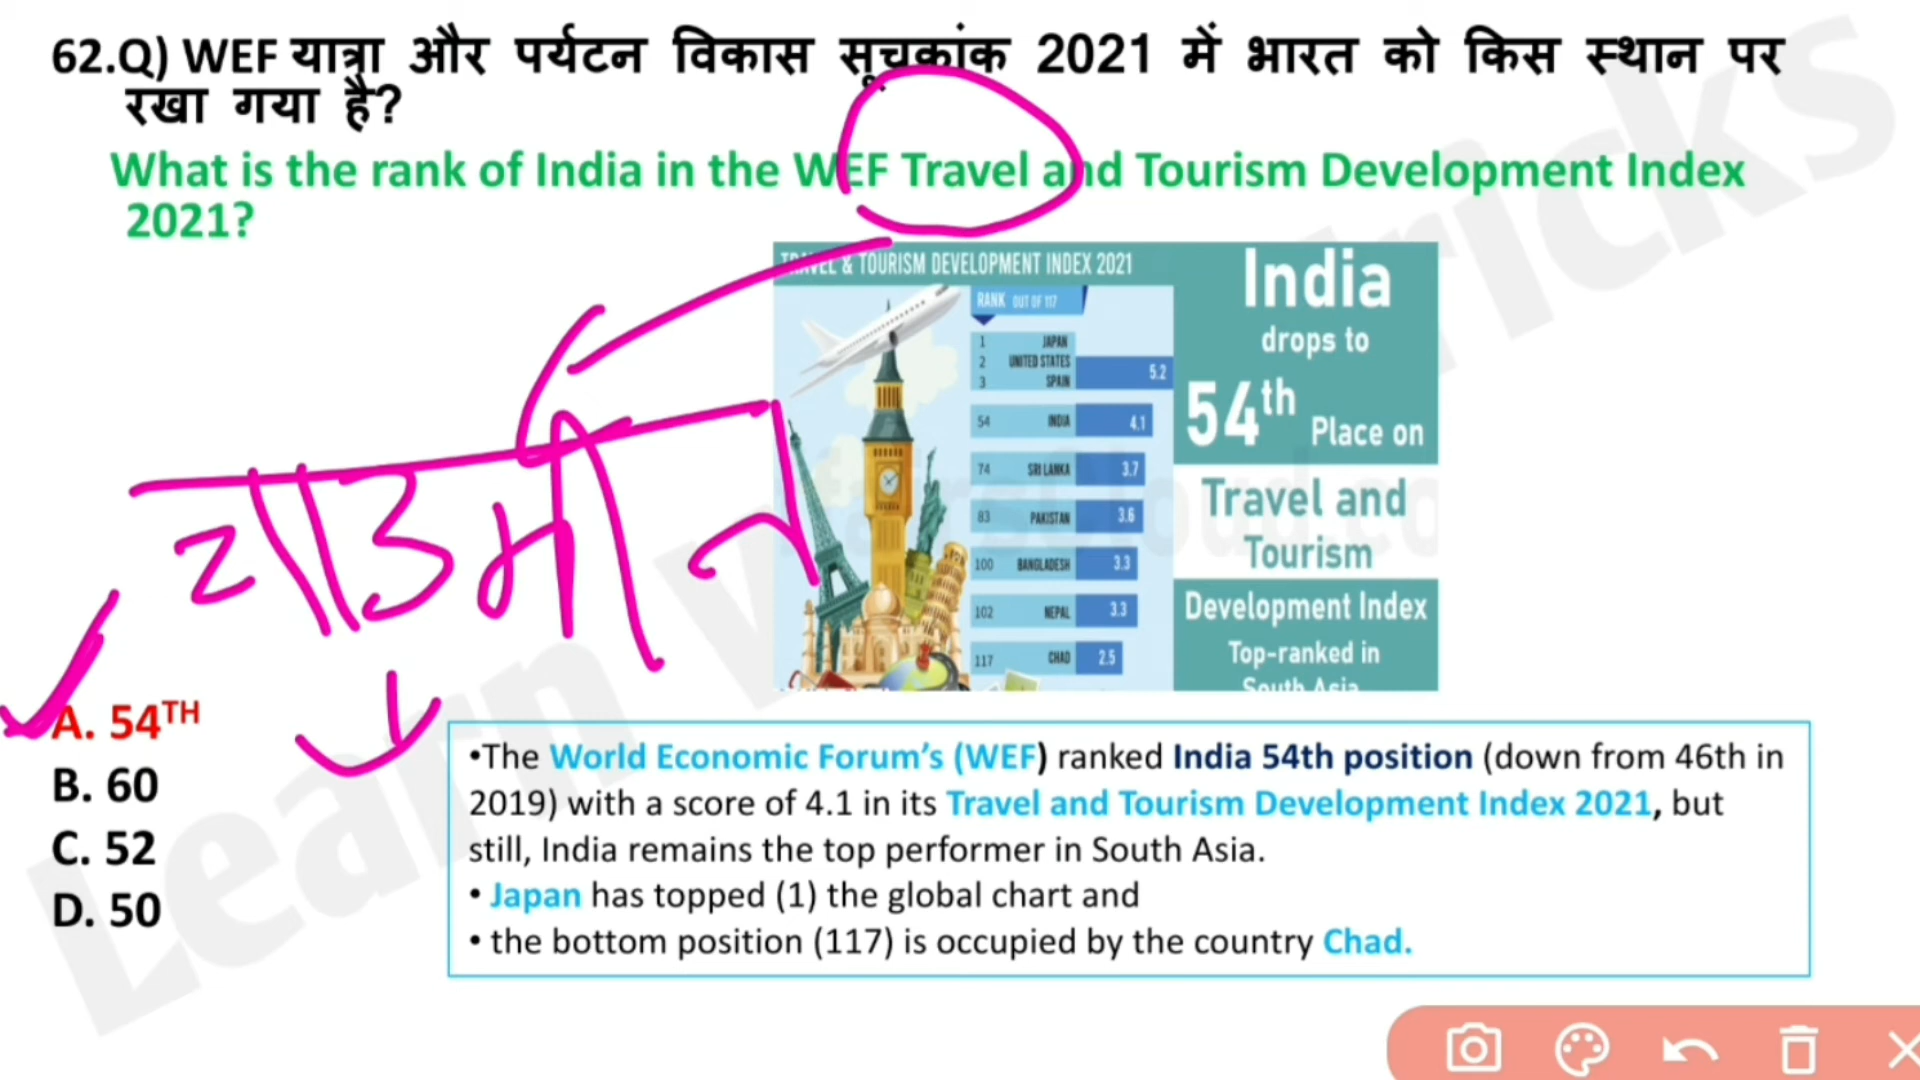 62.Q) WEF यात्रा और पर्यटन विकास सूचकांक 2021 में भारत को किस स्थान पर
रखा गया है?
What is the rank of India in the WEF Travel and Tourism Development Index
2021?
TRAVEL & TOURISM DEVELOPMENT INDEX 2021
RANK OUT OF 117
1 JAPAN
2 UNITED STATES
3 SPAIN
5.2
54 INDIA 4.1
74 SRI LANKA 3.7
83 PAKISTAN 3.6
100 BANGLADESH 3.3
102 NEPAL 3.3
117 CHAD 2.5
India
drops to
54th Place on
Travel and
Tourism
Development Index
Top-ranked in
South Asia
A. 54TH
B. 60
C. 52
D. 50
•The World Economic Forum's (WEF) ranked India 54th position (down from 46th in
2019) with a score of 4.1 in its Travel and Tourism Development Index 2021, but
still, India remains the top performer in South Asia.
• Japan has topped (1) the global chart and
• the bottom position (117) is occupied by the country Chad.